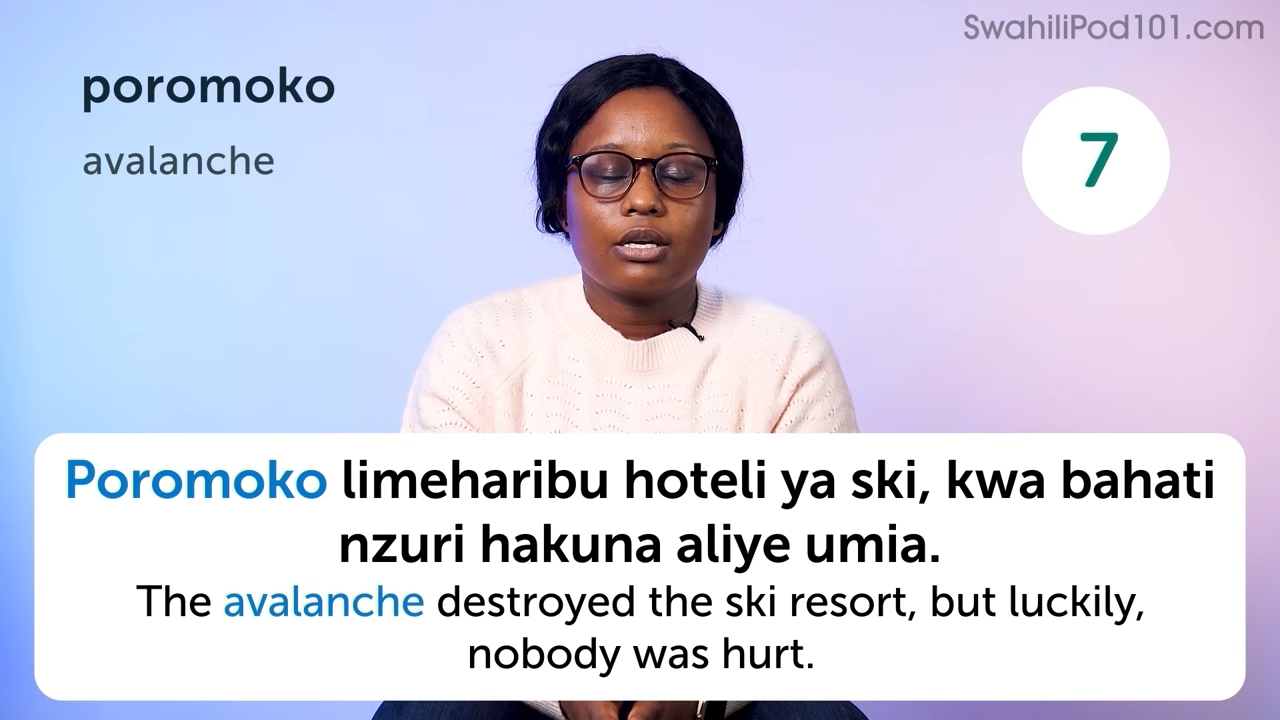 SwahiliPod101.com
poromoko
avalanche
7
Poromoko limeharibu hoteli ya ski, kwa bahati
nzuri hakuna aliye umia.
The avalanche destroyed the ski resort, but luckily,
nobody was hurt.